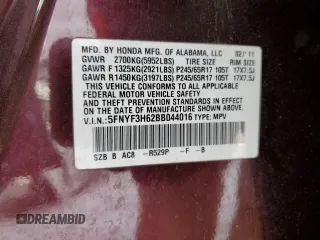 MFD. BY HONDA MFG. OF ALABAMA, LLC 02/11
GVWR 2700KG(5952LBS) TIRE SIZE RIM SIZE
GAWR F 1325KG(2921LBS) P245/65R17 105T 17X7.5J
GAWR R 1450KG(3197LBS) P245/65R17 105T 17X7.5J
THIS VEHICLE CONFORMS TO ALL APPLICABLE
FEDERAL MOTOR VEHICLE SAFETY AND
THEFT PREVENTION STANDARDS IN EFFECT ON
THE DATE OF MANUFACTURE SHOWN ABOVE.
V.I.N.: 5FNYF3H62BB044016 TYPE: MPV
SZB B AC8 -R529P -F -B
DREAMBID